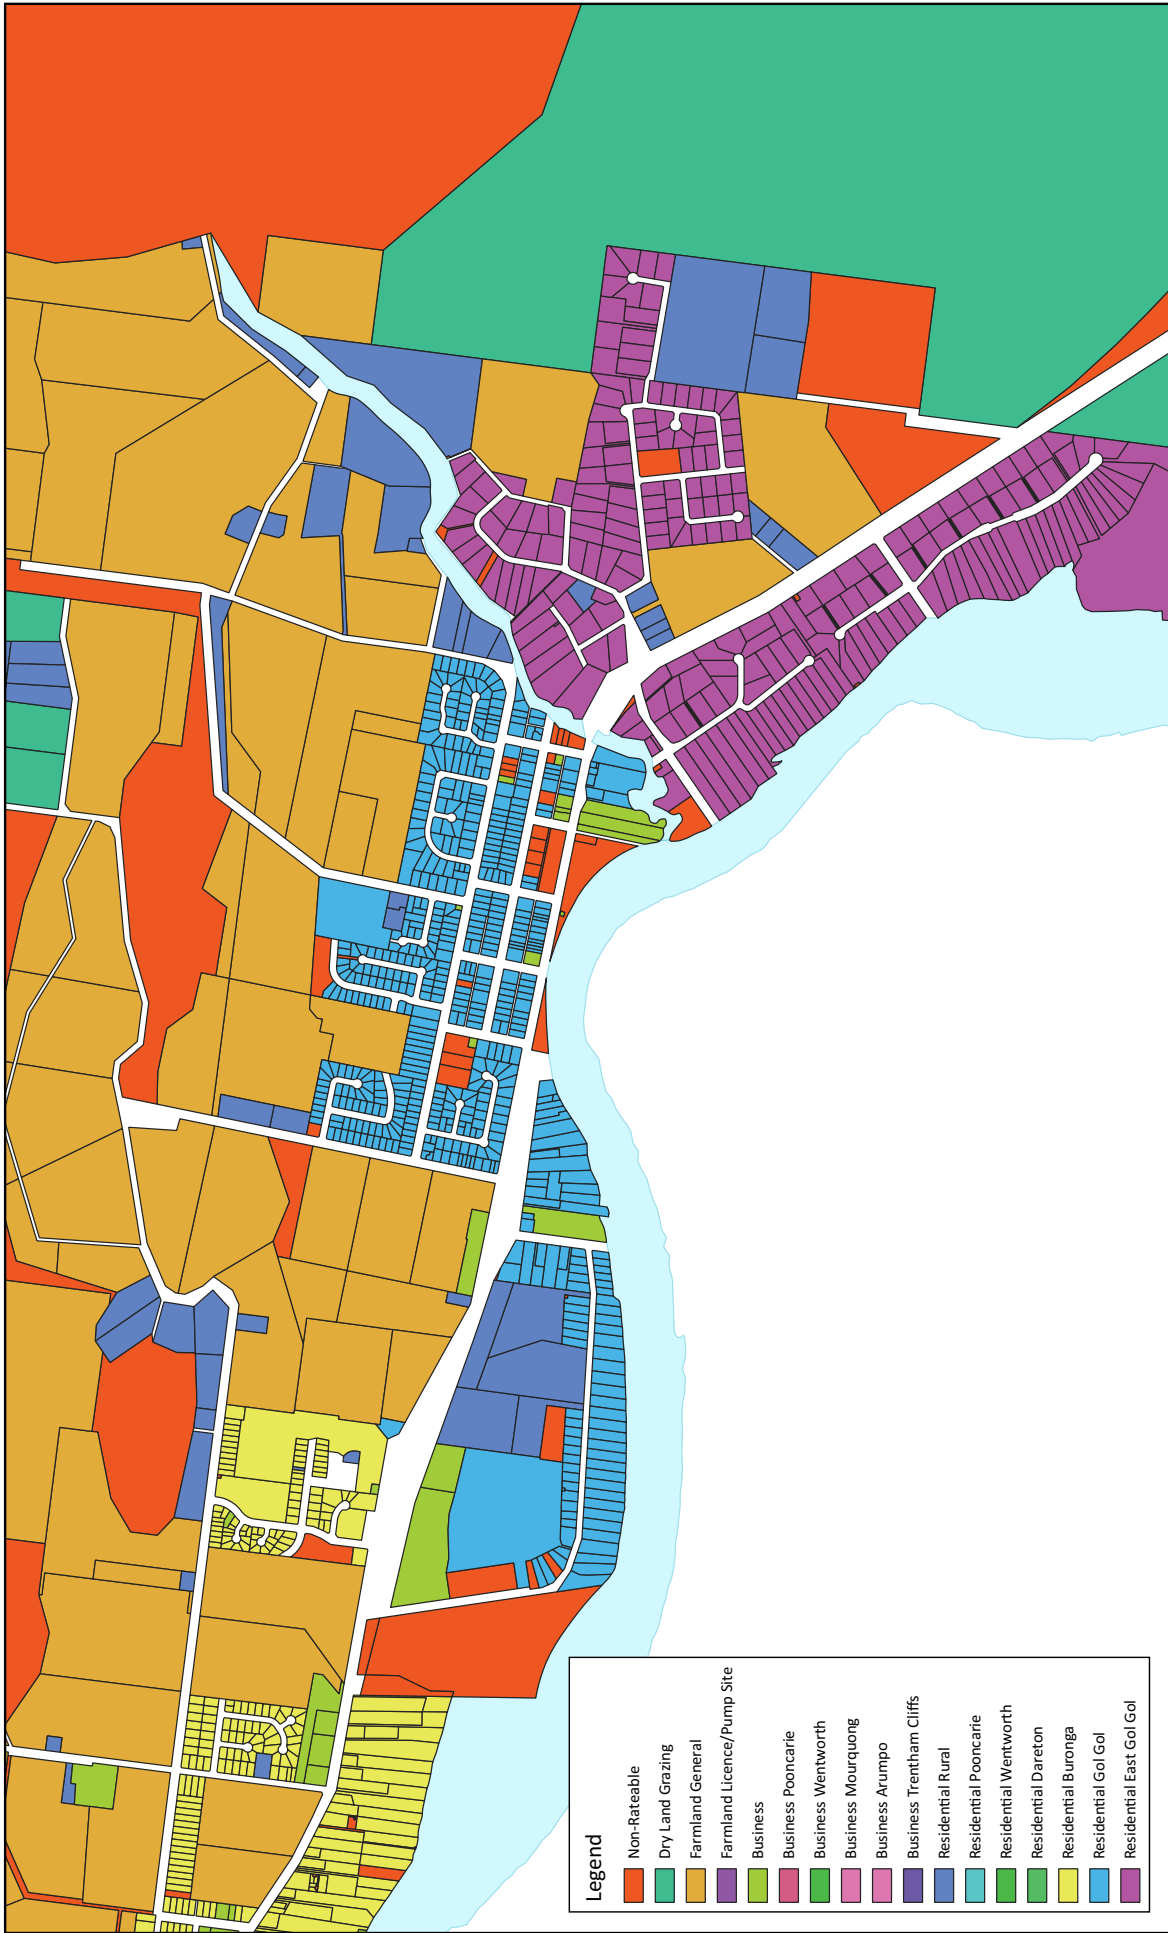 Legend
Non-Rateable
Dry Land Grazing
Farmland General
Farmland Licence/Pump Site
Business
Business Pooncarie
Business Wentworth
Business Mourquong
Business Arumpo
Business Trentham Cliffs
Residential Rural
Residential Pooncarie
Residential Wentworth
Residential Dareton
Residential Buronga
Residential Gol Gol
Residential East Gol Gol